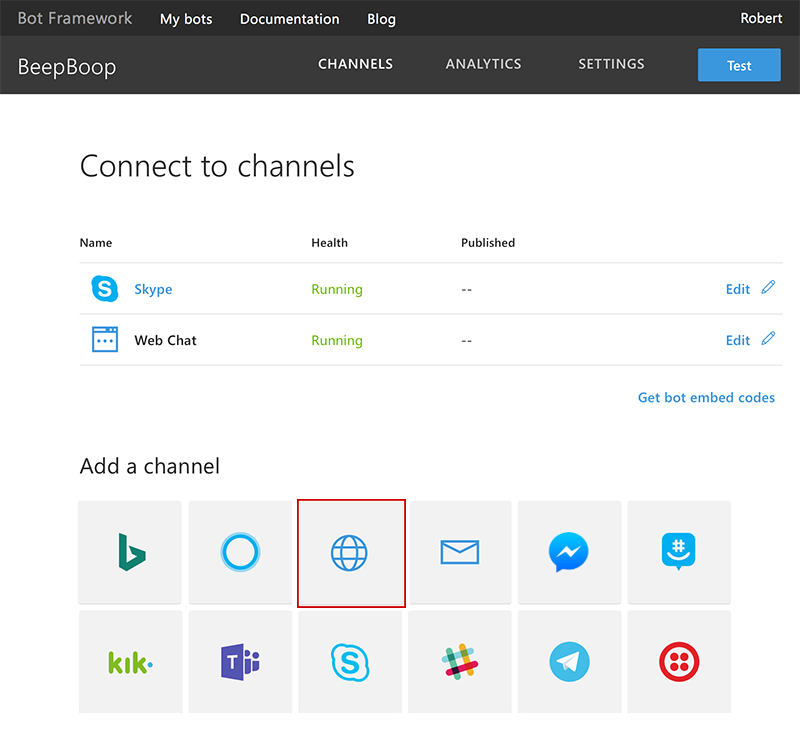 Bot Framework My bots Documentation Blog Robert
BeepBoop CHANNELS ANALYTICS SETTINGS Test
Connect to channels
Name Health Published
Skype Running -- Edit
Web Chat Running -- Edit
Get bot embed codes
Add a channel
kik.
T